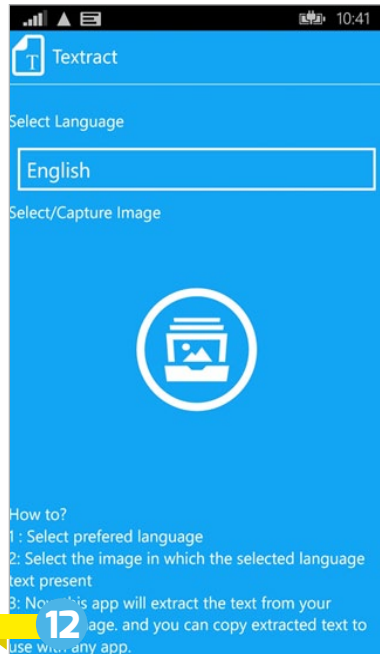 10:41
T Textract
Select Language
English
Select/Capture Image
How to?
1 : Select prefered language
2: Select the image in which the selected language
text present
3: this app will extract the text from your
12
and you can copy extracted text to
use with any app.